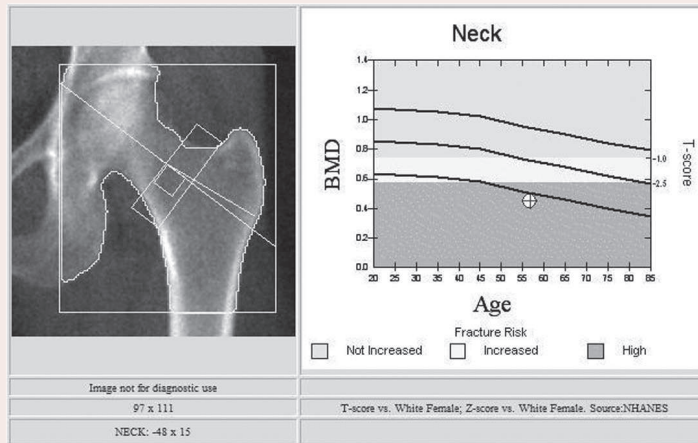 Neck
BMD
1.4
1.2
1.0
0.8
0.6
0.4
0.2
0.0
-1.0
-2.5
T-score
20 25 30 35 40 45 50 55 60 65 70 75 80 85
Age
Fracture Risk
Not Increased Increased High
Image not for diagnostic use
97 x 111
T-score vs. White Female; Z-score vs. White Female. Source:NHANES
NECK: -48 x 15